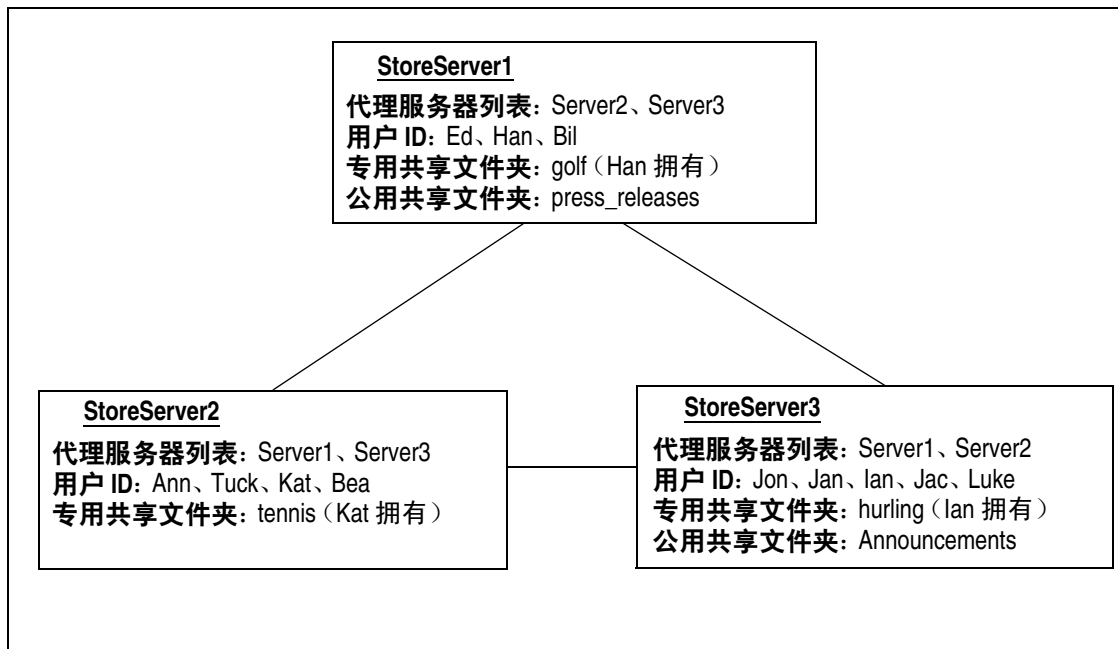 StoreServer1
代理服务器列表：Server2、Server3
用户 ID：Ed、Han、Bil
专用共享文件夹：golf（Han 拥有）
公用共享文件夹：press_releases
StoreServer2
代理服务器列表：Server1、Server3
用户 ID：Ann、Tuck、Kat、Bea
专用共享文件夹：tennis（Kat 拥有）
StoreServer3
代理服务器列表：Server1、Server2
用户 ID：Jon、Jan、Ian、Jac、Luke
专用共享文件夹：hurling（Ian 拥有）
公用共享文件夹：Announcements